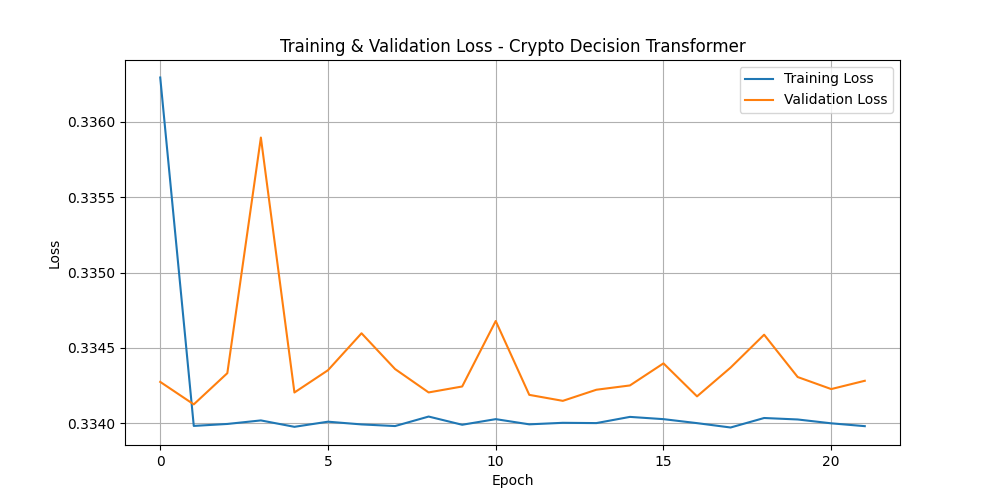 Training & Validation Loss - Crypto Decision Transformer
Training Loss
Validation Loss
0.3360
0.3355
0.3350
0.3345
0.3340
Loss
0 5 10 15 20
Epoch